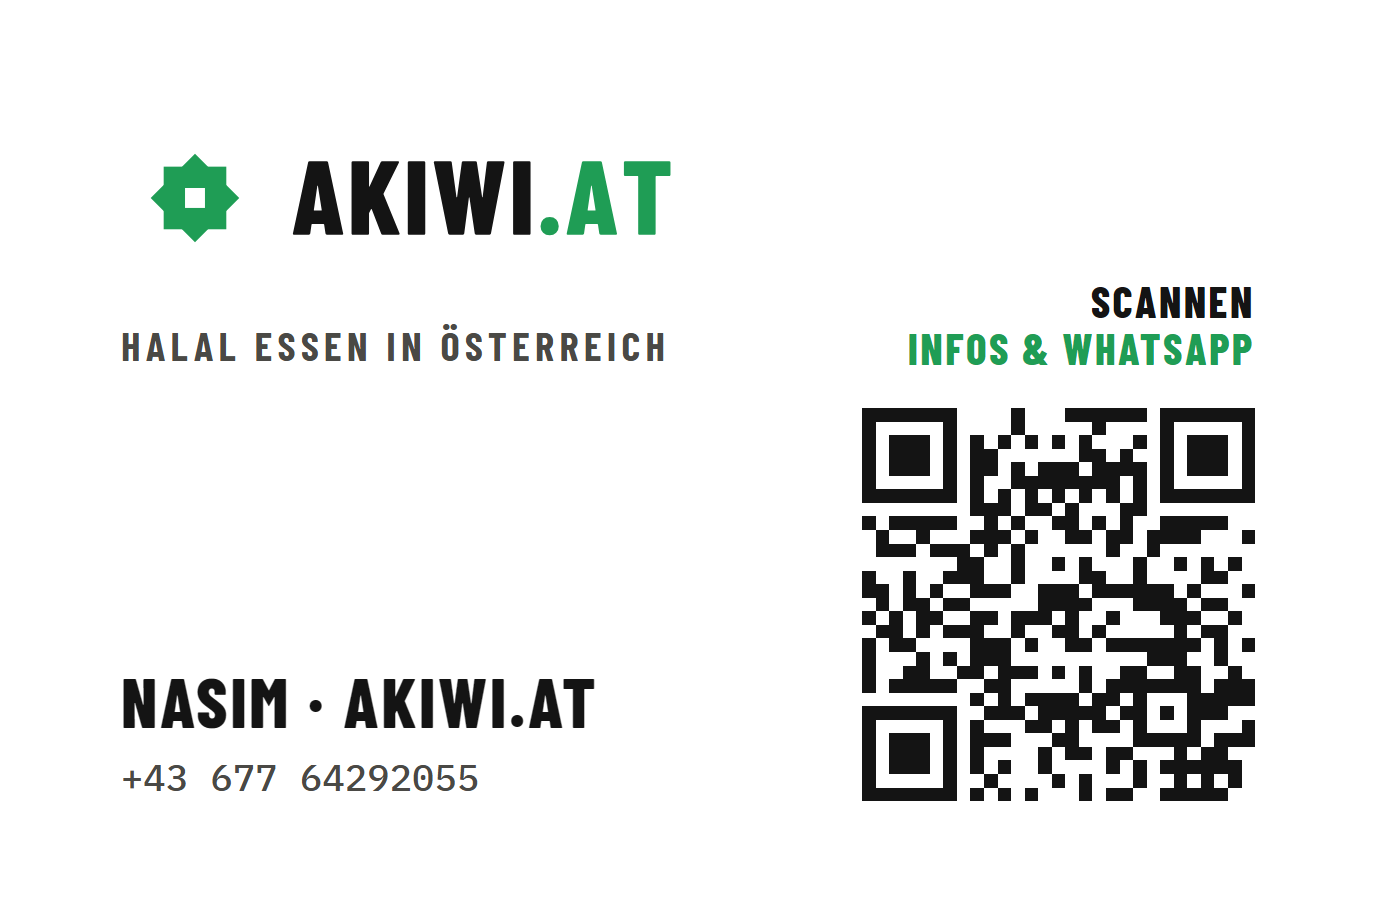 AKIWI.AT
HALAL ESSEN IN ÖSTERREICH
SCANNEN
INFOS & WHATSAPP
NASIM · AKIWI.AT
+43 677 64292055